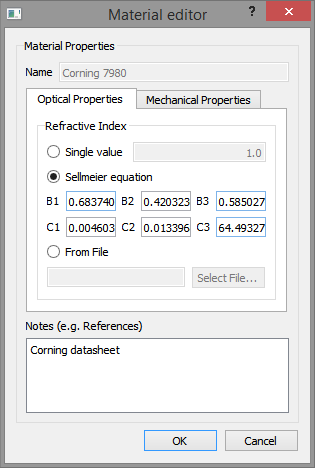 Material editor ? ×
Material Properties
Name Corning 7980
Optical Properties Mechanical Properties
Refractive Index
Single value 1.0
Sellmeier equation
B1 0.683740 B2 0.420323 B3 0.585027
C1 0.004603 C2 0.013396 C3 64.49327
From File
Select File...
Notes (e.g. References)
Corning datasheet
OK Cancel